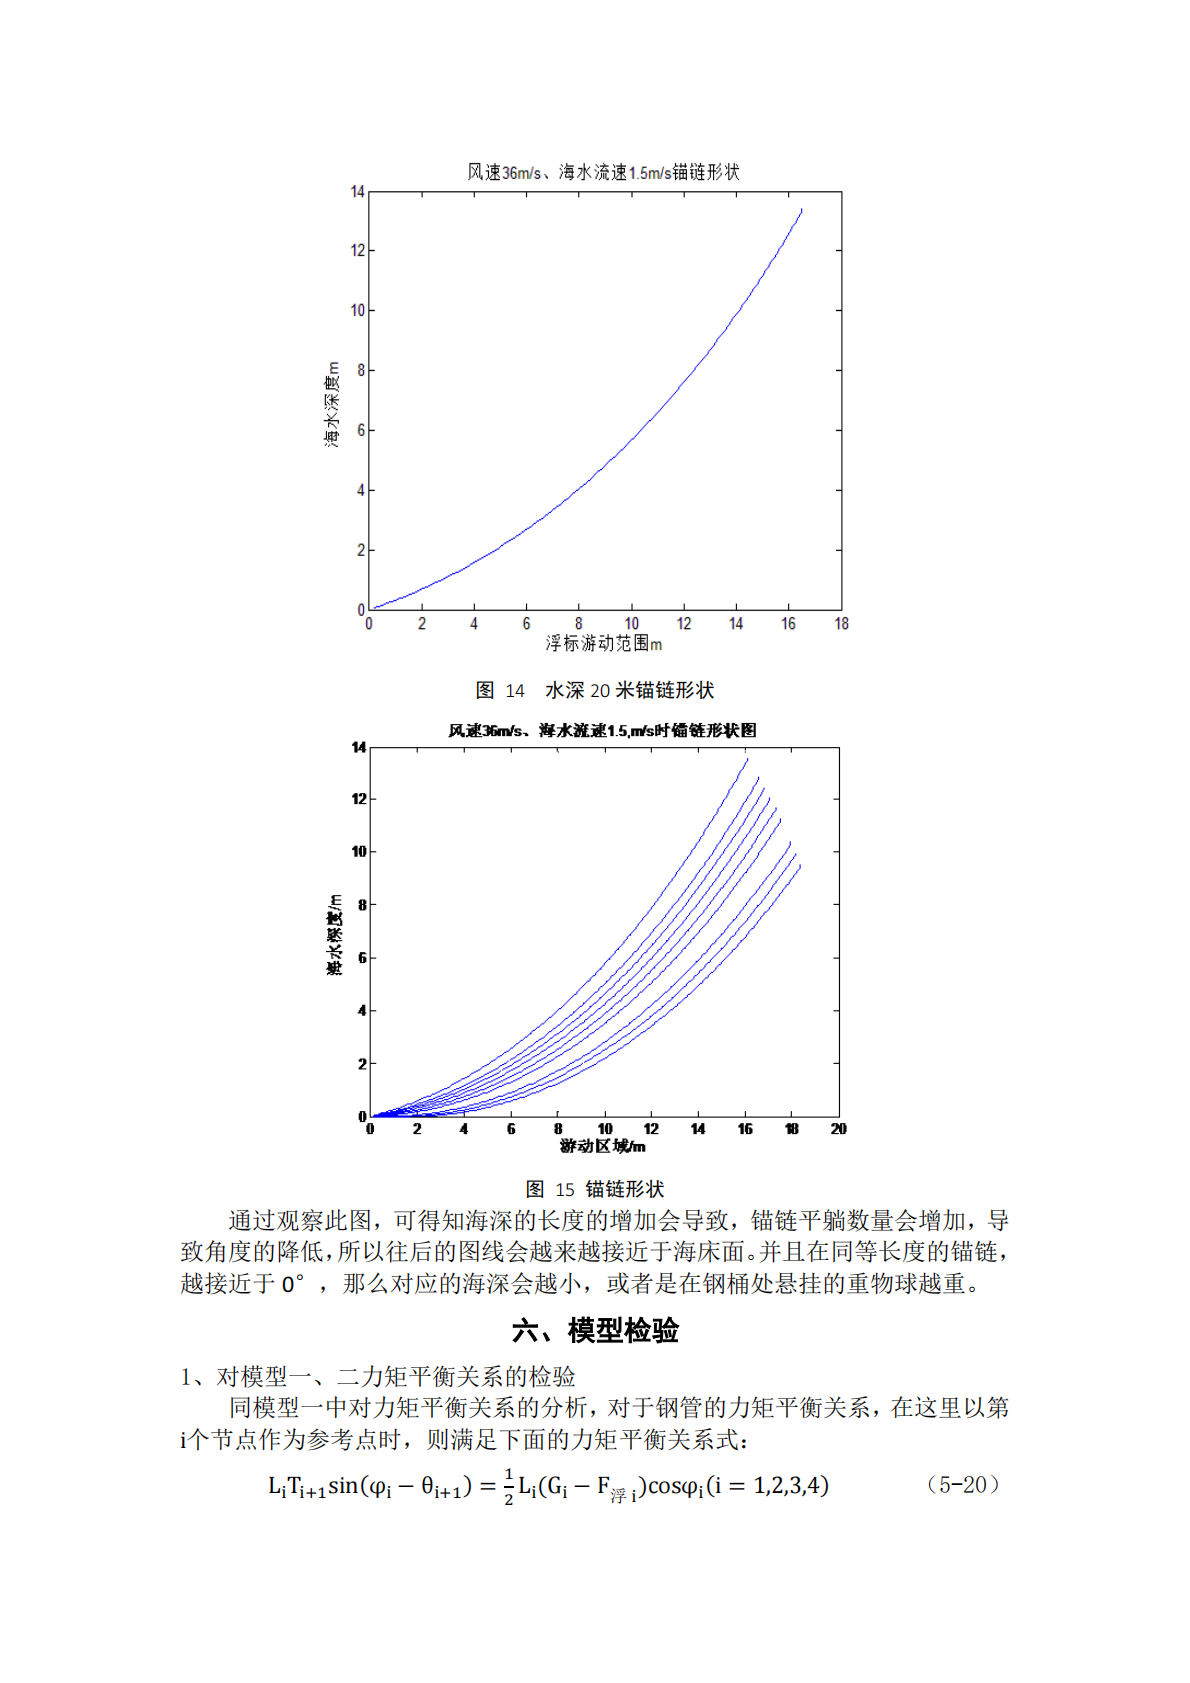 风速36m/s、海水流速1.5m/s锚链形状
14
12
10
8
6
4
2
0
海水深度m
0 2 4 6 8 10 12 14 16 18
浮标游动范围m
图 14 水深 20 米锚链形状
风速36m/s、海水流速1.5,m/s时锚链形状图
14
12
10
8
6
4
2
0
海水深度/m
0 2 4 6 8 10 12 14 16 18 20
游动区域/m
图 15 锚链形状
通过观察此图，可得知海深的长度的增加会导致，锚链平躺数量会增加，导
致角度的降低，所以往后的图线会越来越接近于海床面。并且在同等长度的锚链，
越接近于 0°，那么对应的海深会越小，或者是在钢桶处悬挂的重物球越重。
六、模型检验
1、对模型一、二力矩平衡关系的检验
同模型一中对力矩平衡关系的分析，对于钢管的力矩平衡关系，在这里以第
i个节点作为参考点时，则满足下面的力矩平衡关系式：
LᵢTᵢ₊₁sin(φᵢ − θᵢ₊₁) = ½Lᵢ(Gᵢ − F浮 i)cosφᵢ(i = 1,2,3,4) （5-20）